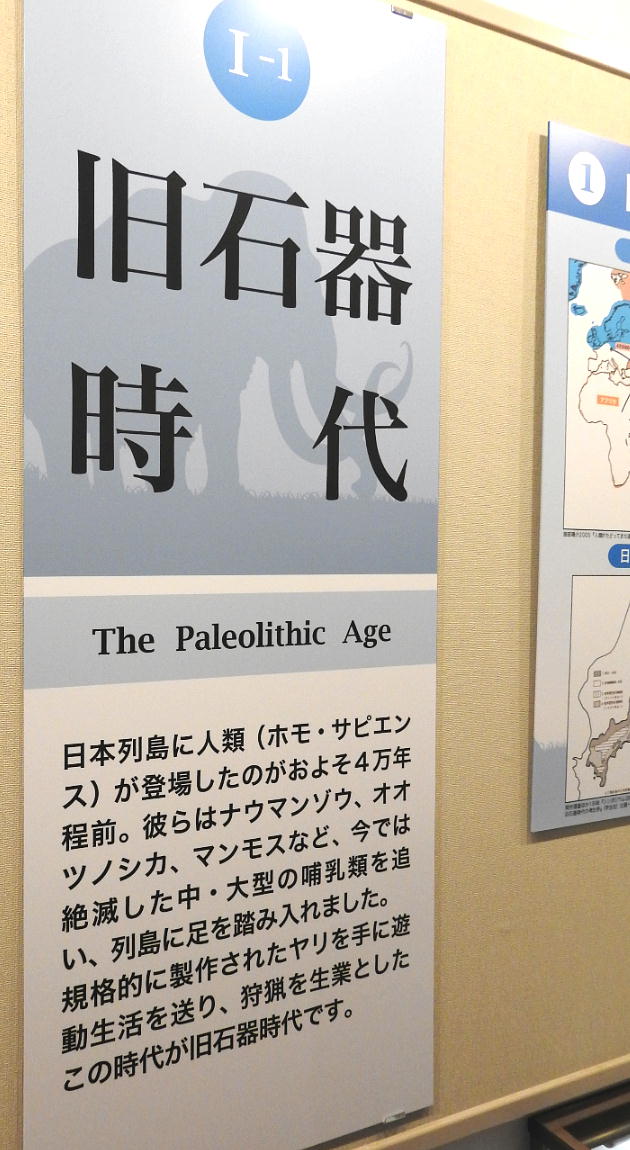 I-1
旧石器
時代
The Paleolithic Age
日本列島に人類（ホモ・サピエン
ス）が登場したのがおよそ4万年
程前。彼らはナウマンゾウ、オオ
ツノシカ、マンモスなど、今では
絶滅した中・大型の哺乳類を追
い、列島に足を踏み入れました。
規格的に製作されたヤリを手に遊
動生活を送り、狩猟を生業とした
この時代が旧石器時代です。
1
アフリカ
日